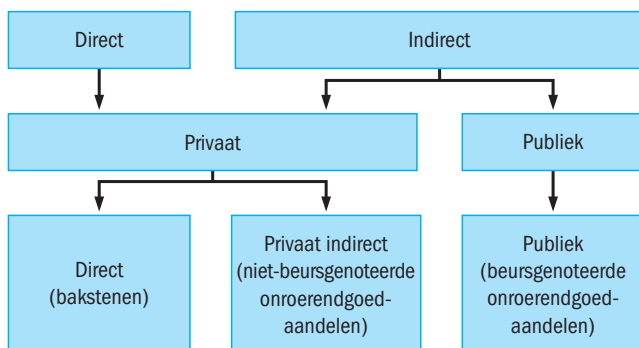 Direct
Indirect
Privaat
Publiek
Direct
(bakstenen)
Privaat indirect
(niet-beursgenoteerde
onroerendgoed-
aandelen)
Publiek
(beursgenoteerde
onroerendgoed-
aandelen)